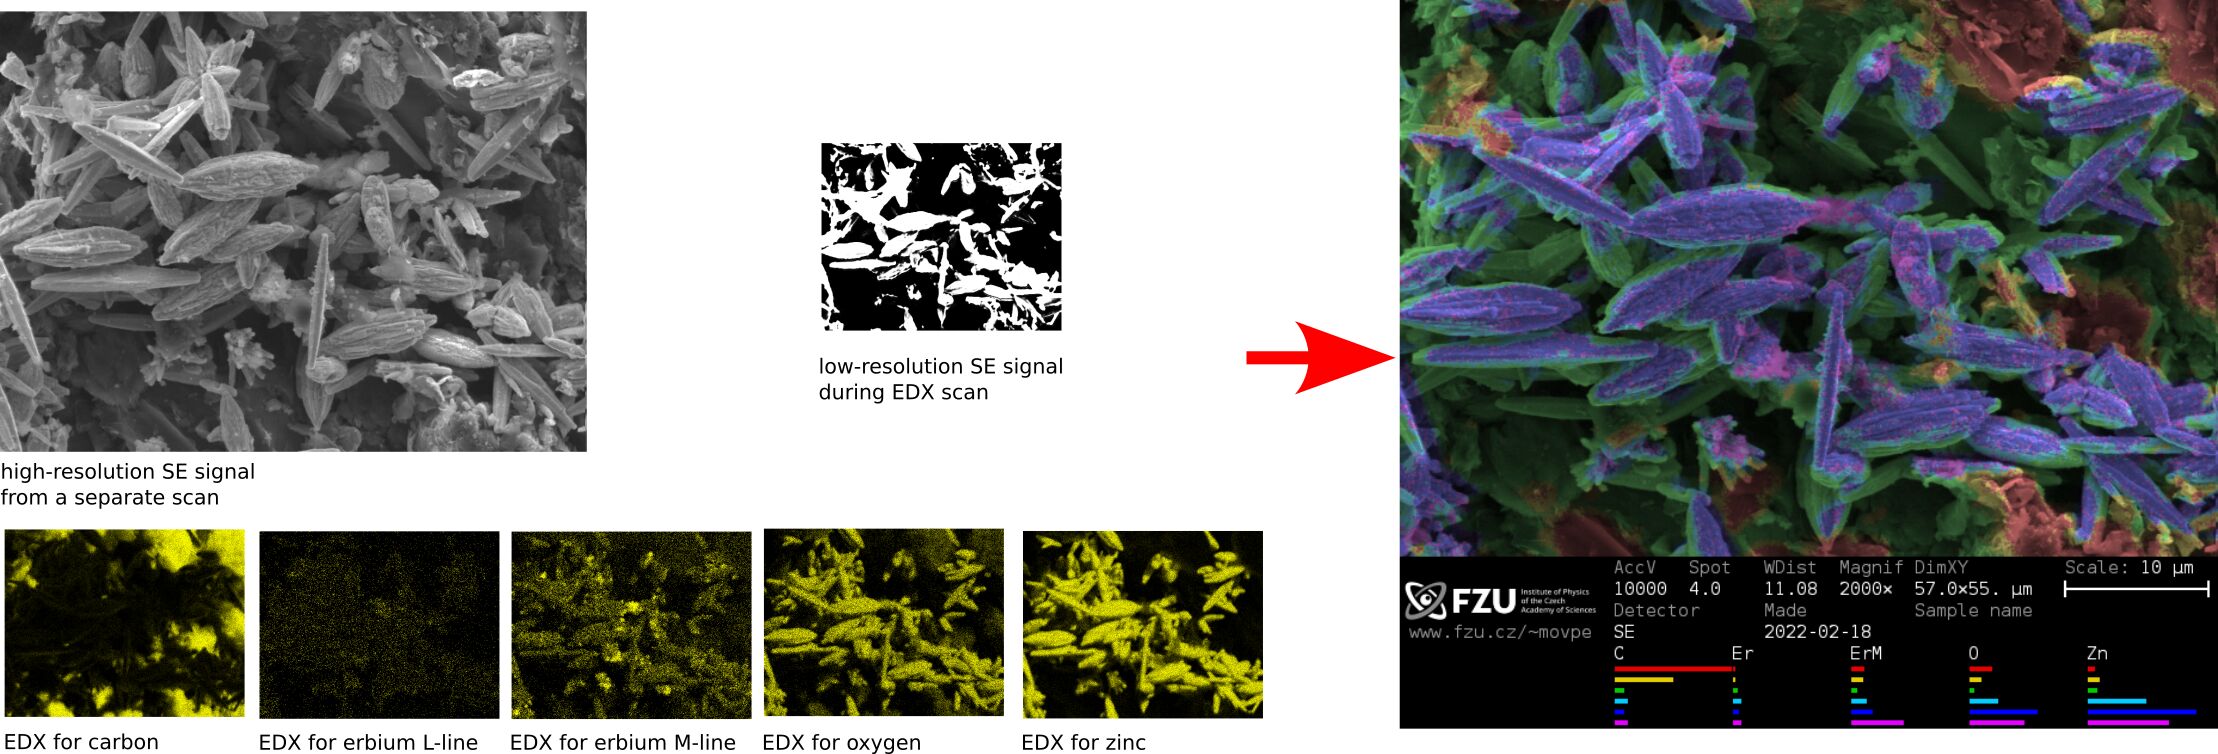 high-resolution SE signal
from a separate scan
low-resolution SE signal
during EDX scan
EDX for carbon
EDX for erbium L-line
EDX for erbium M-line
EDX for oxygen
EDX for zinc
FZU
Institute of Physics
of the Czech
Academy of Sciences
www.fzu.cz/~movpe
AccV Spot WDist Magnif DimXY Scale: 10 µm
10000 4.0 11.08 2000× 57.0×55. µm
Detector Made Sample name
SE 2022-02-18
C Er ErM O Zn